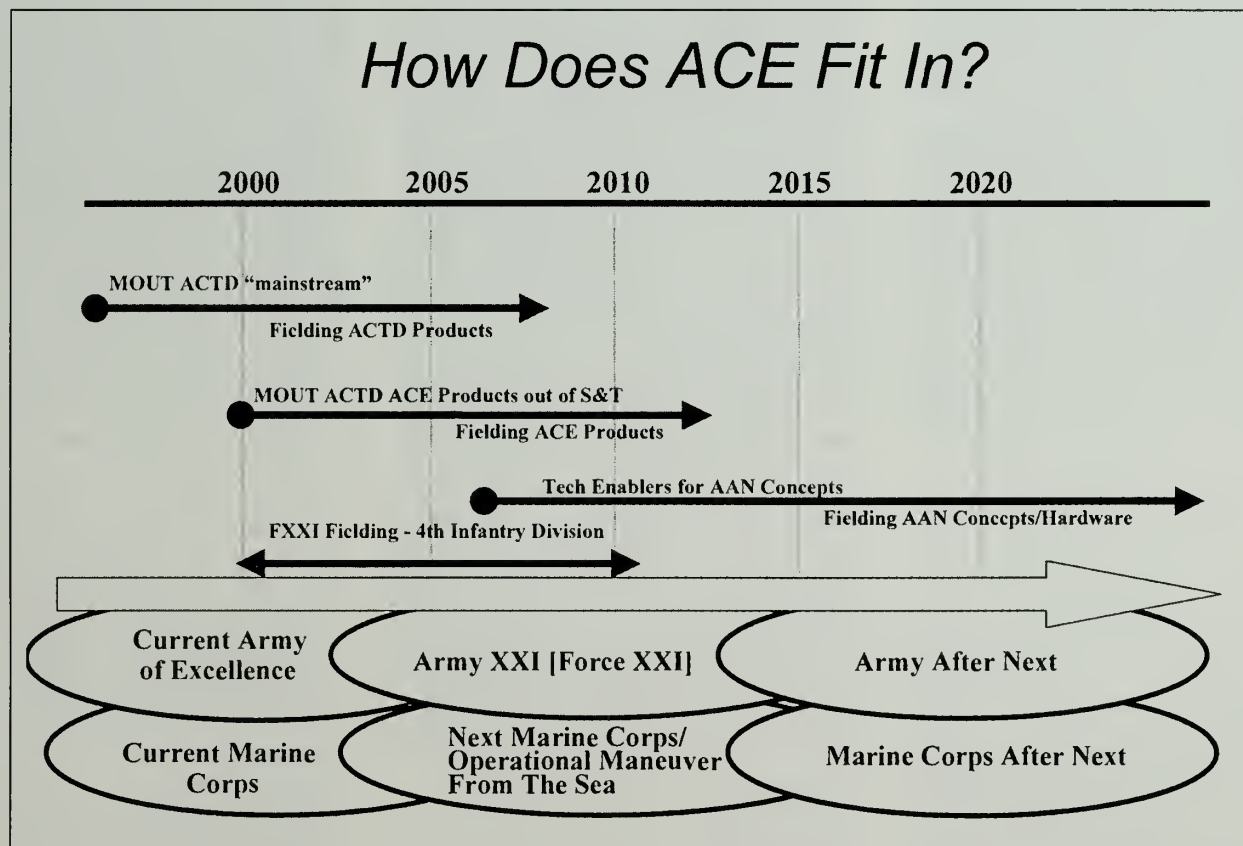 How Does ACE Fit In?
2000 2005 2010 2015 2020
MOUT ACTD “mainstream”
Fielding ACTD Products
MOUT ACTD ACE Products out of S&T
Fielding ACE Products
Tech Enablers for AAN Concepts
Fielding AAN Concepts/Hardware
FXXI Fielding - 4th Infantry Division
Current Army
of Excellence
Army XXI [Force XXI]
Army After Next
Current Marine
Corps
Next Marine Corps/
Operational Maneuver
From The Sea
Marine Corps After Next